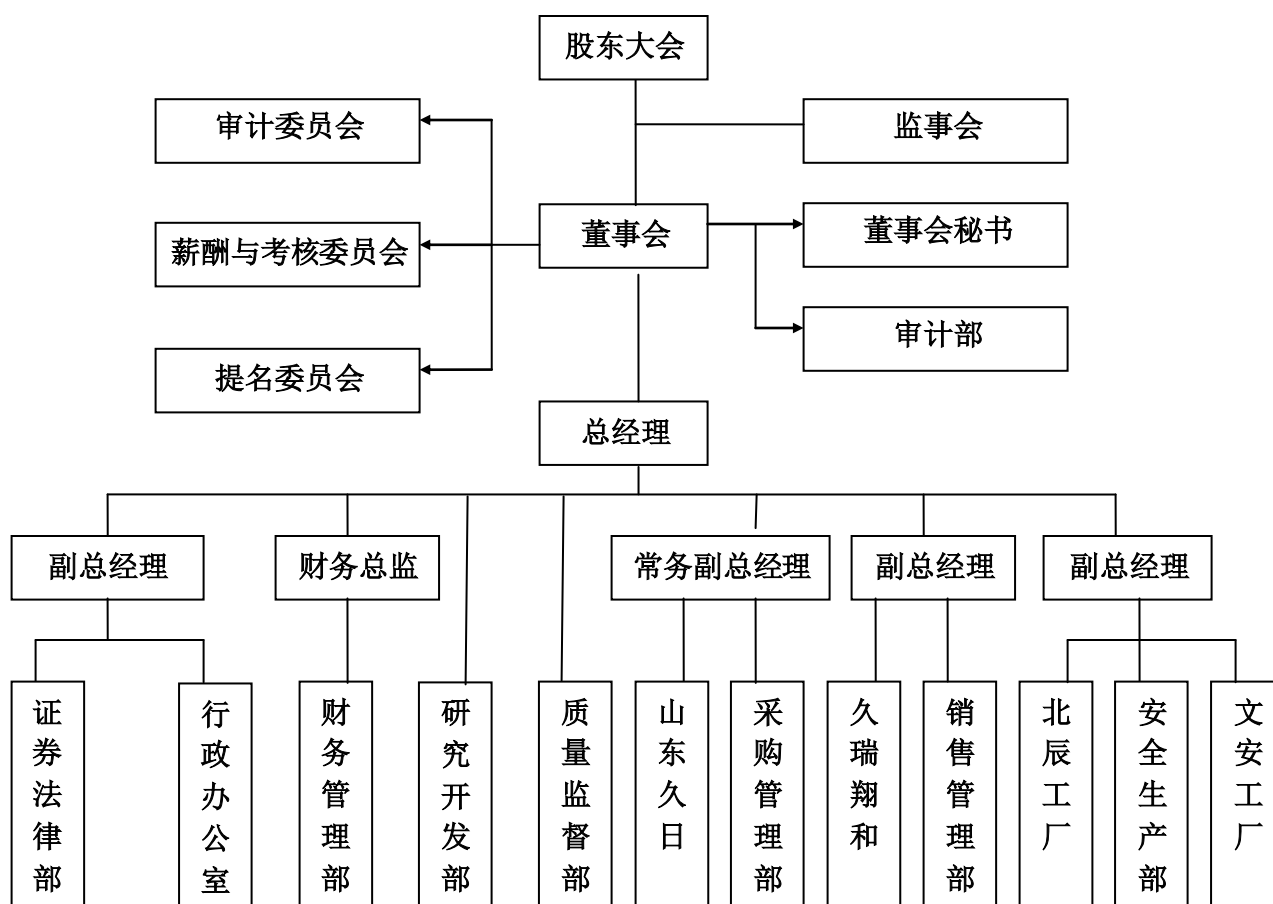 股东大会
审计委员会
监事会
董事会
董事会秘书
薪酬与考核委员会
审计部
提名委员会
总经理
副总经理
财务总监
常务副总经理
副总经理
副总经理
证券法律部
行政办公室
财务管理部
研究开发部
质量监督部
山东久日
采购管理部
久瑞翔和
销售管理部
北辰工厂
安全生产部
文安工厂